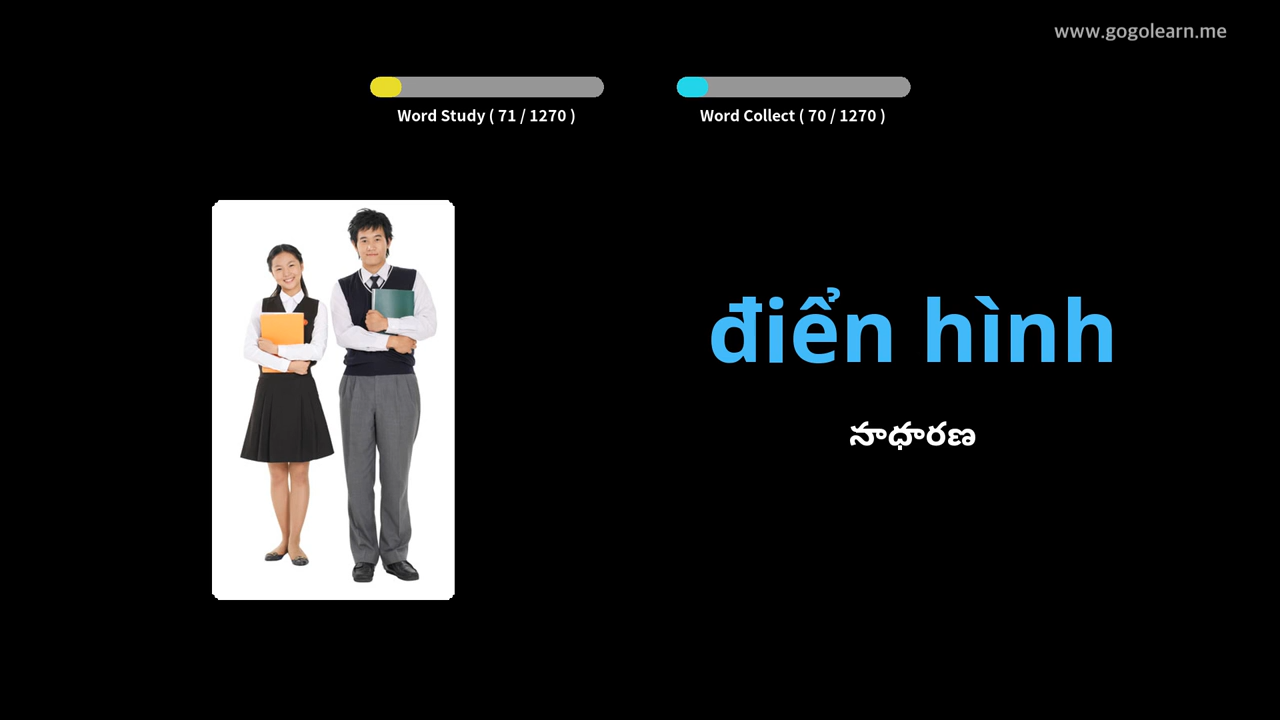 www.gogolearn.me
Word Study ( 71 / 1270 )
Word Collect ( 70 / 1270 )
điển hình
సాధారణ